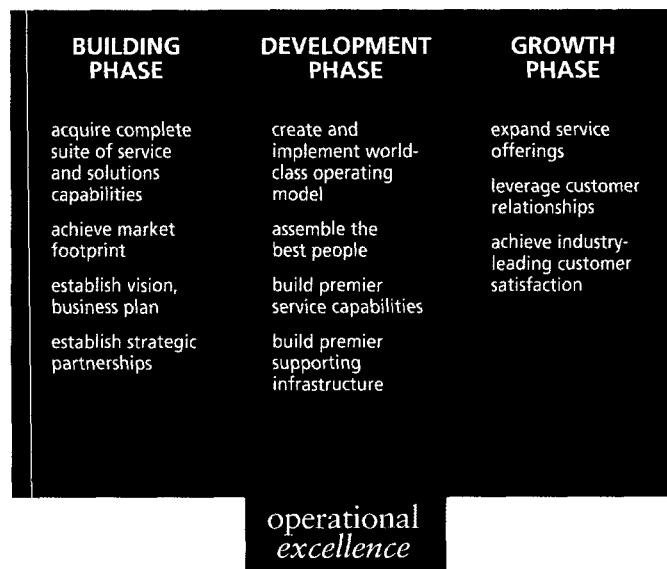 BUILDING
PHASE
acquire complete
suite of service
and solutions
capabilities
achieve market
footprint
establish vision,
business plan
establish strategic
partnerships
DEVELOPMENT
PHASE
create and
implement world-
class operating
model
assemble the
best people
build premier
service capabilities
build premier
supporting
infrastructure
GROWTH
PHASE
expand service
offerings
leverage customer
relationships
achieve industry-
leading customer
satisfaction
operational
excellence